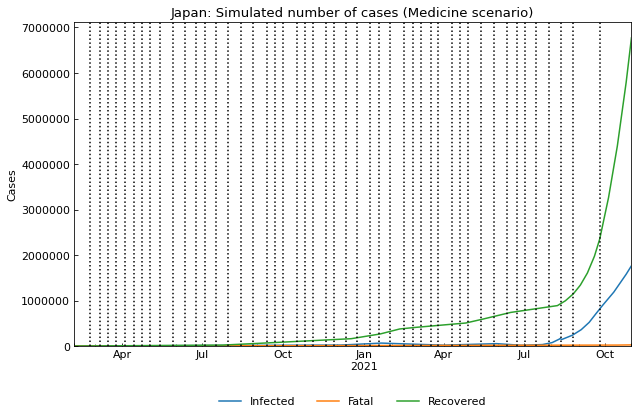 Japan: Simulated number of cases (Medicine scenario)
7000000
6000000
5000000
4000000
3000000
2000000
1000000
0
Cases
Apr Jul Oct Jan Apr Jul Oct
2021
Infected Fatal Recovered